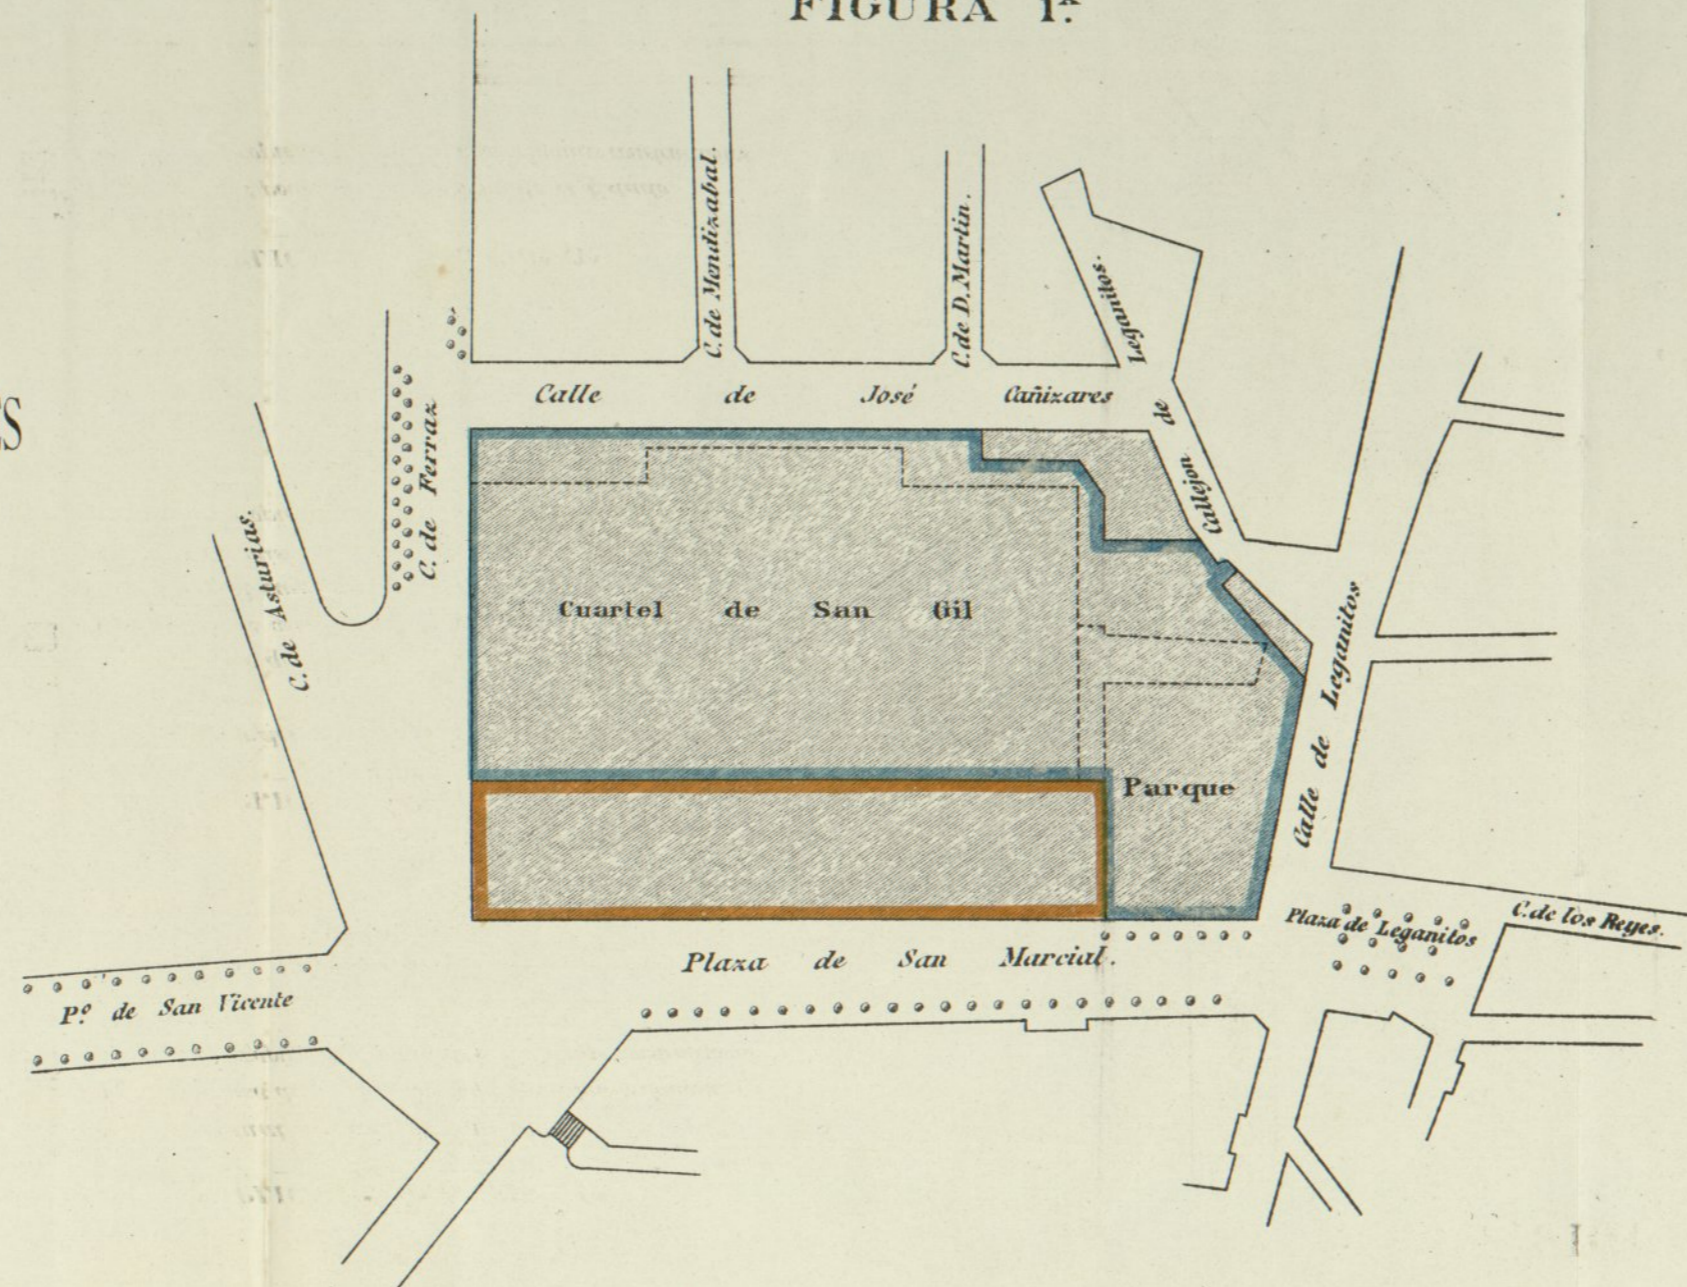 FIGURA 1.ª
S
C. de Mendizabal.
C. de D. Martin.
Leganitos.
Calle de José Cañizares
de
Callejon
C. de Ferraz
C. de Asturias.
Cuartel de San Gil
Calle de Leganitos
Parque
Plaza de Leganitos
C. de los Reyes.
Plaza de San Marcial.
P.º de San Vicente